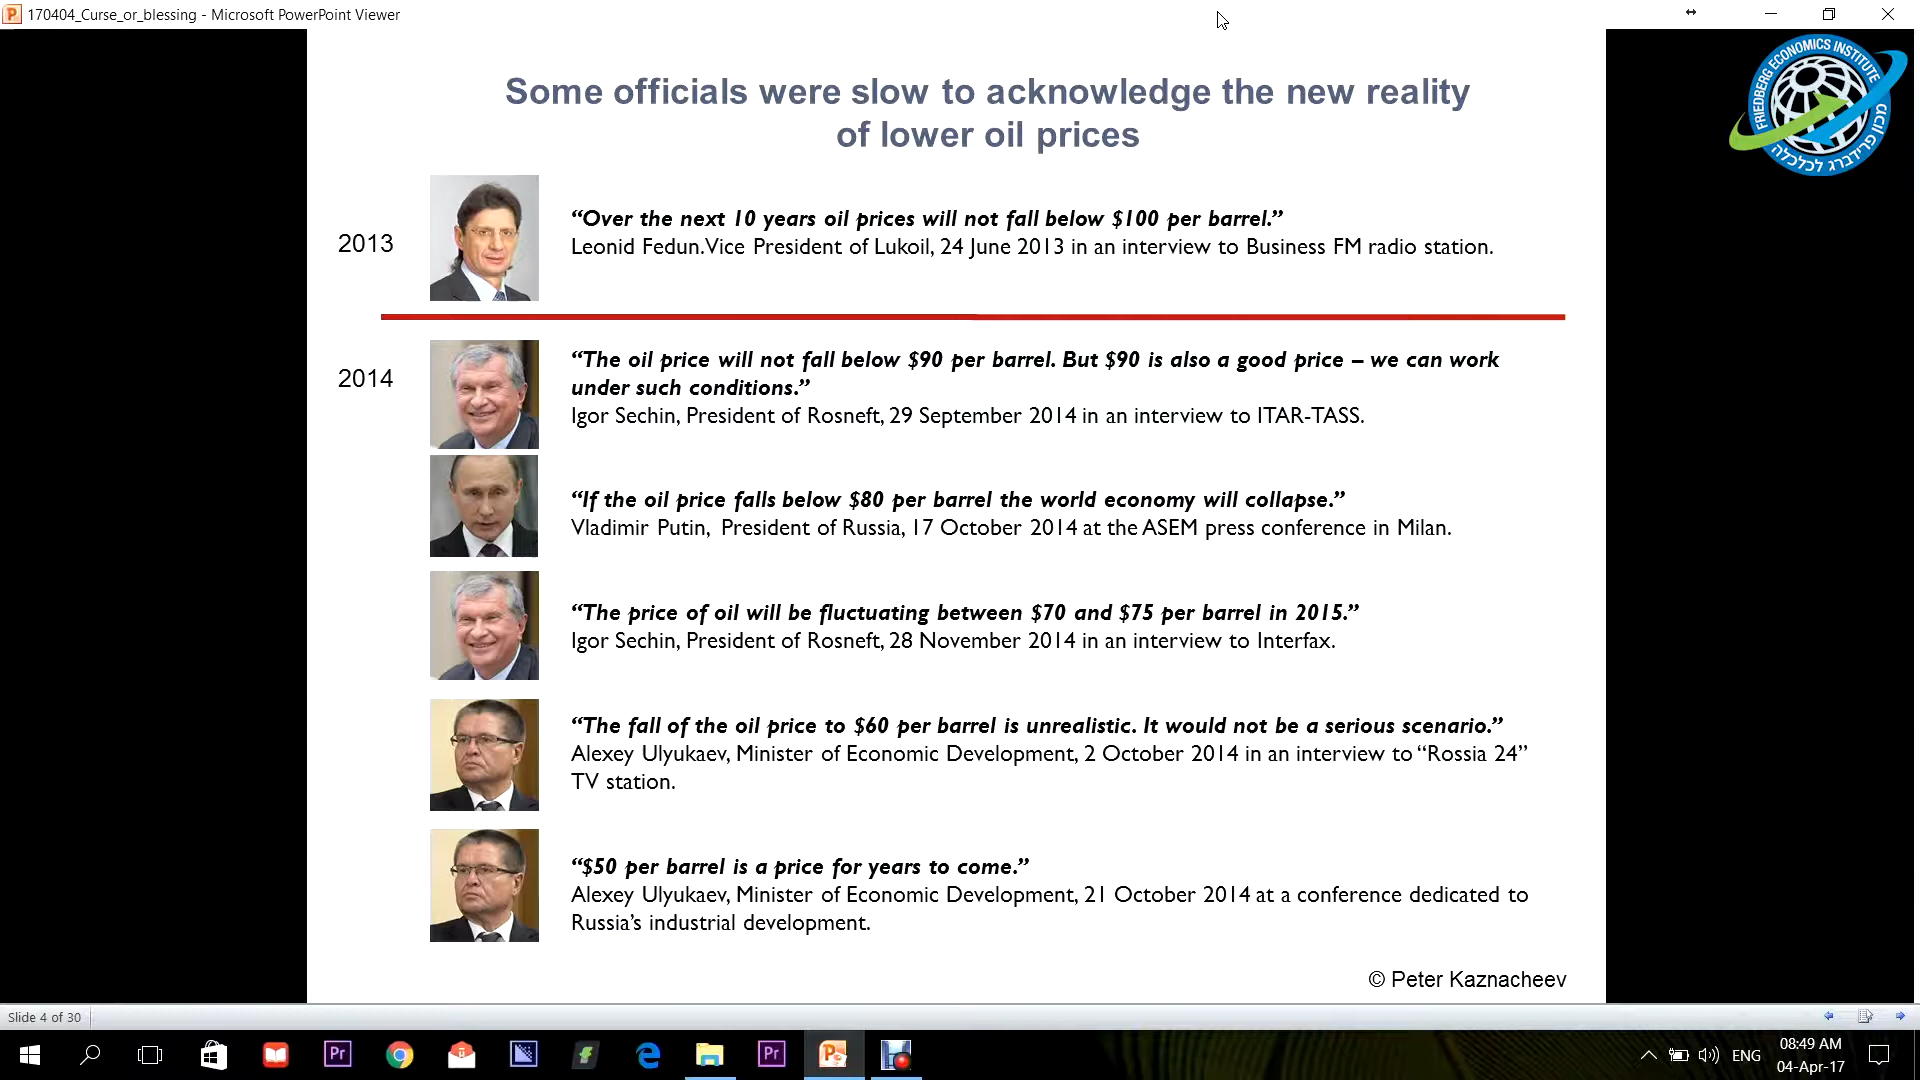 170404_Curse_or_blessing - Microsoft PowerPoint Viewer
FRIEDBERG ECONOMICS INSTITUTE
מכון פרידברג לכלכלה
Some officials were slow to acknowledge the new reality
of lower oil prices
2013
“Over the next 10 years oil prices will not fall below $100 per barrel.”
Leonid Fedun. Vice President of Lukoil, 24 June 2013 in an interview to Business FM radio station.
2014
“The oil price will not fall below $90 per barrel. But $90 is also a good price – we can work
under such conditions.”
Igor Sechin, President of Rosneft, 29 September 2014 in an interview to ITAR-TASS.
“If the oil price falls below $80 per barrel the world economy will collapse.”
Vladimir Putin, President of Russia, 17 October 2014 at the ASEM press conference in Milan.
“The price of oil will be fluctuating between $70 and $75 per barrel in 2015.”
Igor Sechin, President of Rosneft, 28 November 2014 in an interview to Interfax.
“The fall of the oil price to $60 per barrel is unrealistic. It would not be a serious scenario.”
Alexey Ulyukaev, Minister of Economic Development, 2 October 2014 in an interview to “Rossia 24”
TV station.
“$50 per barrel is a price for years to come.”
Alexey Ulyukaev, Minister of Economic Development, 21 October 2014 at a conference dedicated to
Russia’s industrial development.
© Peter Kaznacheev
Slide 4 of 30
Pr
Pr
ENG
08:49 AM
04-Apr-17